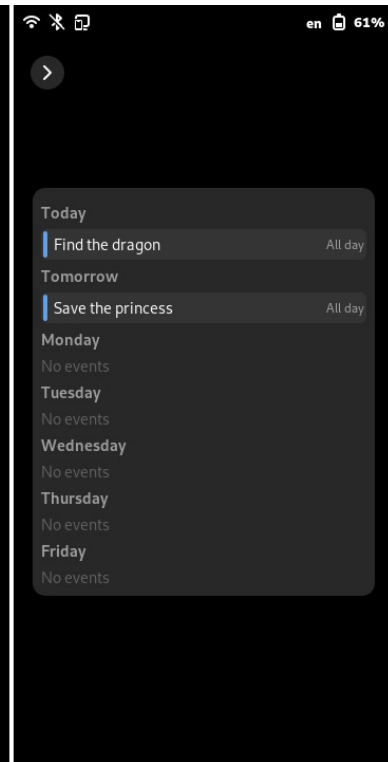 en 61%
Today
Find the dragon All day
Tomorrow
Save the princess All day
Monday
No events
Tuesday
No events
Wednesday
No events
Thursday
No events
Friday
No events